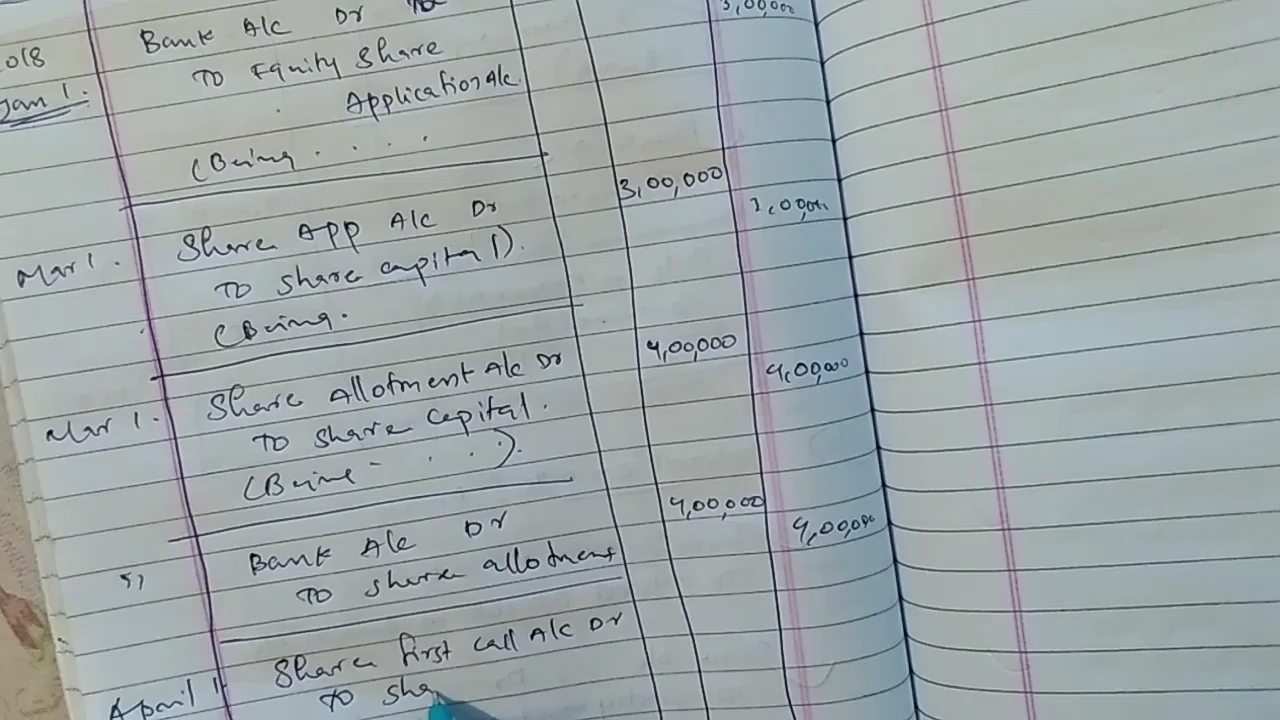 3,00,000
2018 Bank A/c Dr
Jan 1. To Equity Share
Application A/c.
(Being . . . .
3,00,000
Mar 1. Share App A/c Dr 3,00,000
To share capital).
(Being.
4,00,000
Mar 1. Share Allotment A/c Dr 4,00,000
To share capital.
(Being - . . .).
4,00,000
,, Bank A/c Dr 4,00,000
To share allotment
April 1 Share first call A/c Dr
To sha